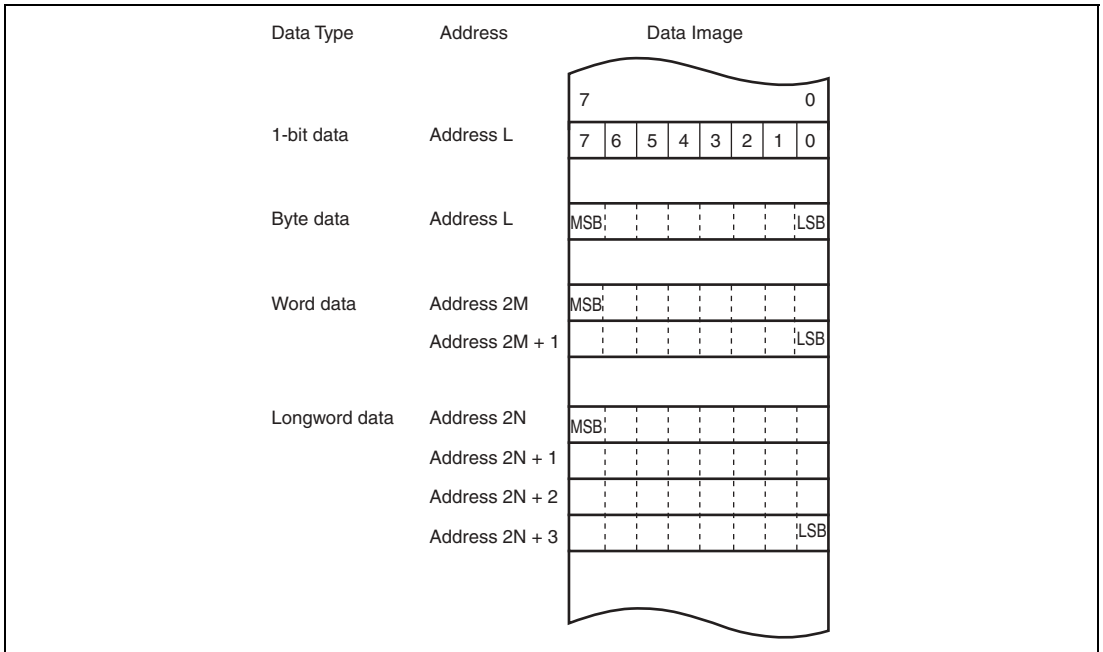 Data Type Address Data Image
7 0
1-bit data Address L 7 6 5 4 3 2 1 0
Byte data Address L MSB LSB
Word data Address 2M MSB
Address 2M + 1 LSB
Longword data Address 2N MSB
Address 2N + 1
Address 2N + 2
Address 2N + 3 LSB